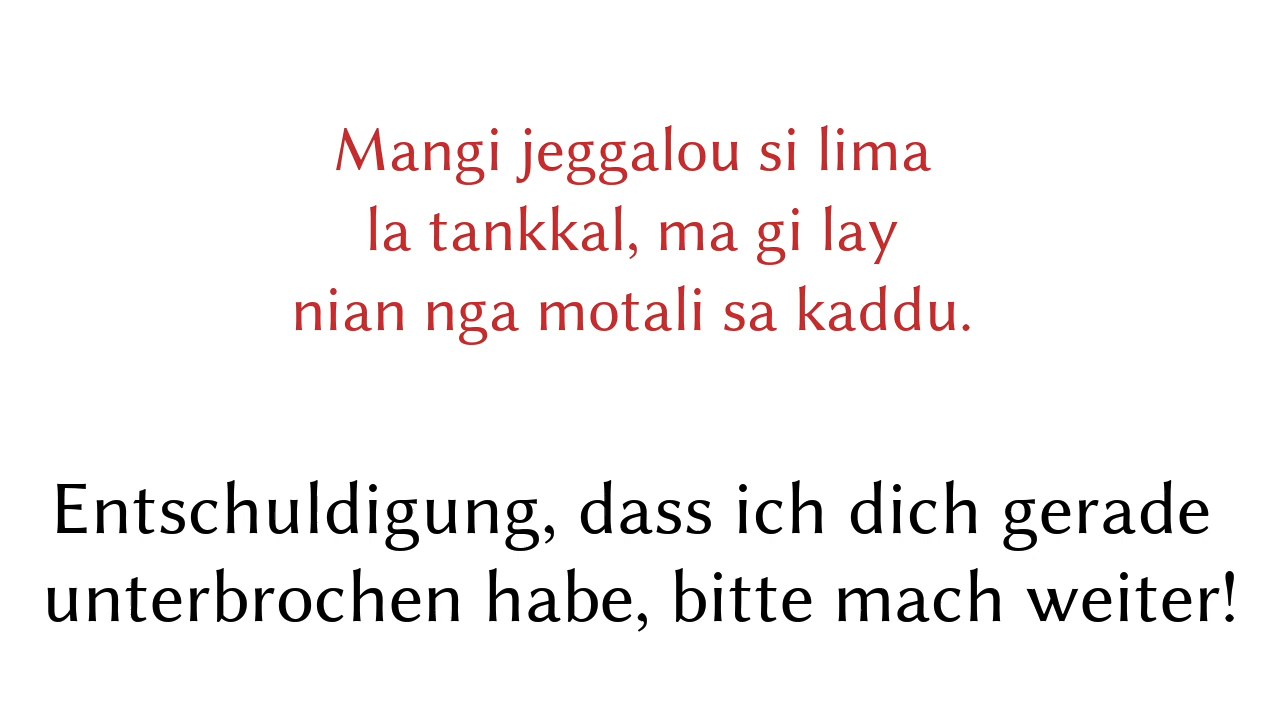 Mangi jeggalou si lima
la tankkal, ma gi lay
nian nga motali sa kaddu.
Entschuldigung, dass ich dich gerade
unterbrochen habe, bitte mach weiter!